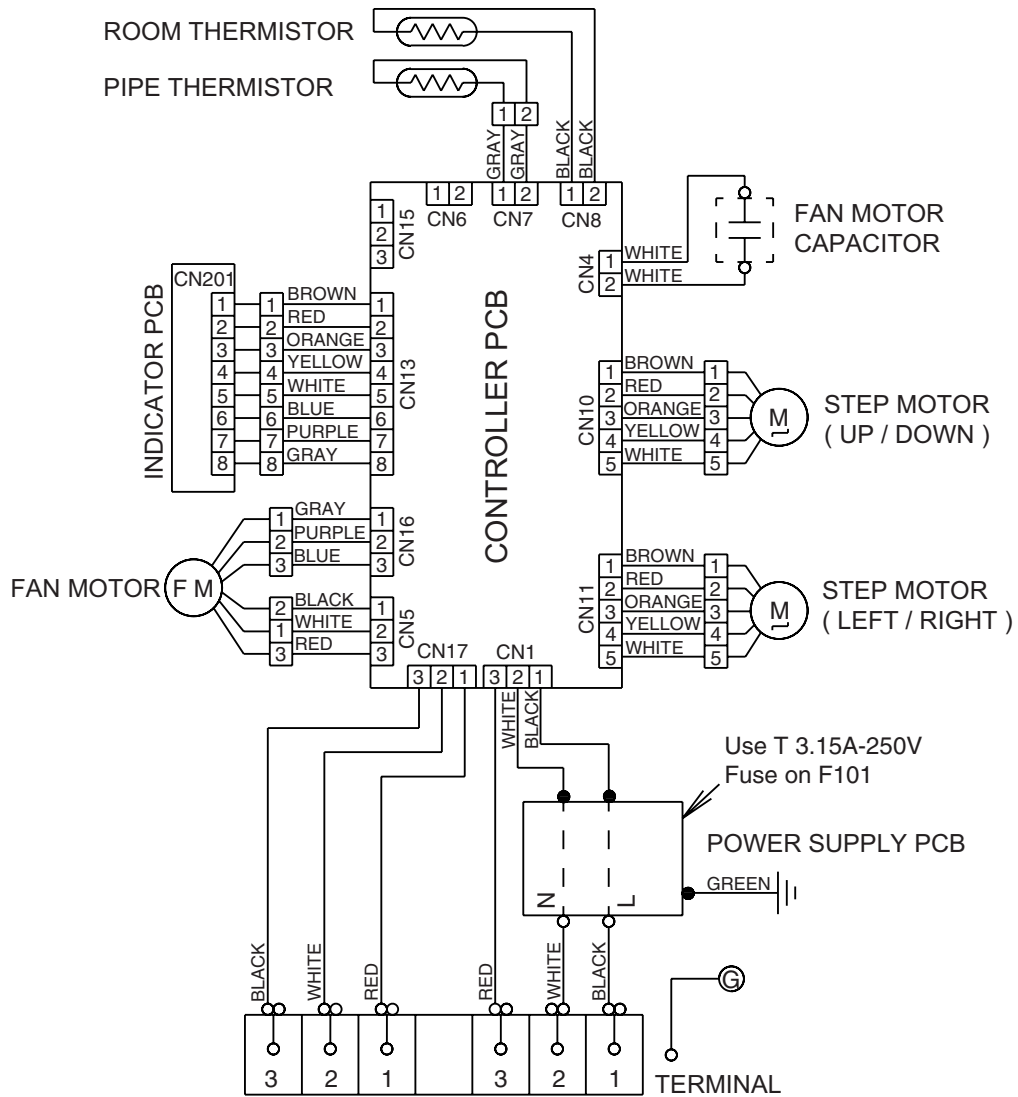 ROOM THERMISTOR
PIPE THERMISTOR
1 2
GRAY
GRAY
BLACK
BLACK
1 2
CN6
1 2
CN7
1 2
CN8
1
2
3
CN15
CN4
1 WHITE
2 WHITE
FAN MOTOR
CAPACITOR
INDICATOR PCB
CN201
1 1 BROWN 1
2 2 RED 2
3 3 ORANGE 3
4 4 YELLOW 4
5 5 WHITE 5
6 6 BLUE 6
7 7 PURPLE 7
8 8 GRAY 8
CN13
CONTROLLER PCB
CN10
1 BROWN 1
2 RED 2
3 ORANGE 3
4 YELLOW 4
5 WHITE 5
M
STEP MOTOR
( UP / DOWN )
FAN MOTOR
F M
1 GRAY 1
2 PURPLE 2
3 BLUE 3
CN16
2 BLACK 1
1 WHITE 2
3 RED 3
CN5
CN11
1 BROWN 1
2 RED 2
3 ORANGE 3
4 YELLOW 4
5 WHITE 5
M
STEP MOTOR
( LEFT / RIGHT )
CN17
3 2 1
CN1
3 2 1
WHITE
BLACK
Use T 3.15A-250V
Fuse on F101
POWER SUPPLY PCB
GREEN
N
L
BLACK
WHITE
RED
RED
WHITE
BLACK
G
3 2 1 3 2 1
TERMINAL